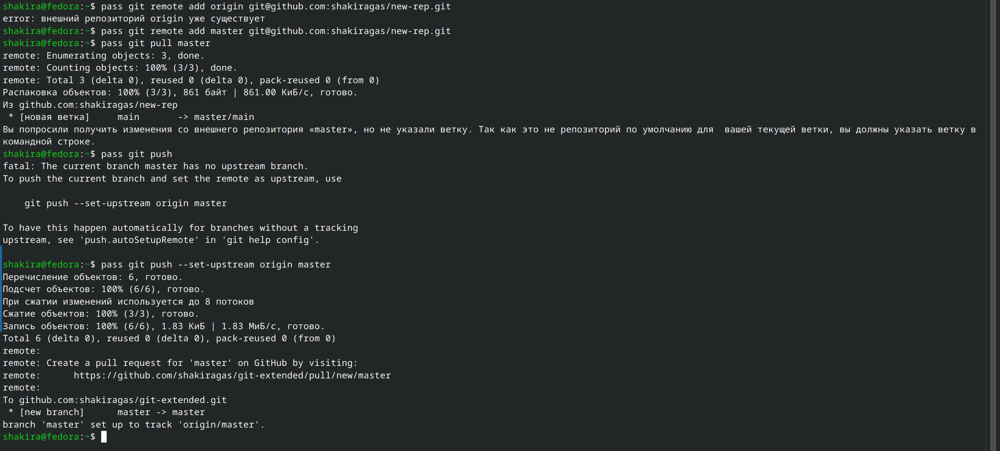 shakira@fedora:~$ pass git remote add origin git@github.com:shakiragas/new-rep.git
error: внешний репозиторий origin уже существует
shakira@fedora:~$ pass git remote add master git@github.com:shakiragas/new-rep.git
shakira@fedora:~$ pass git pull master
remote: Enumerating objects: 3, done.
remote: Counting objects: 100% (3/3), done.
remote: Total 3 (delta 0), reused 0 (delta 0), pack-reused 0 (from 0)
Распаковка объектов: 100% (3/3), 861 байт | 861.00 КиБ/с, готово.
Из github.com:shakiragas/new-rep
 * [новая ветка]     main       -> master/main
Вы попросили получить изменения со внешнего репозитория «master», но не указали ветку. Так как это не репозиторий по умолчанию для  вашей текущей ветки, вы должны указать ветку в
командной строке.
shakira@fedora:~$ pass git push
fatal: The current branch master has no upstream branch.
To push the current branch and set the remote as upstream, use

    git push --set-upstream origin master

To have this happen automatically for branches without a tracking
upstream, see 'push.autoSetupRemote' in 'git help config'.

shakira@fedora:~$ pass git push --set-upstream origin master
Перечисление объектов: 6, готово.
Подсчет объектов: 100% (6/6), готово.
При сжатии изменений используется до 8 потоков
Сжатие объектов: 100% (3/3), готово.
Запись объектов: 100% (6/6), 1.83 КиБ | 1.83 МиБ/с, готово.
Total 6 (delta 0), reused 0 (delta 0), pack-reused 0 (from 0)
remote:
remote: Create a pull request for 'master' on GitHub by visiting:
remote:      https://github.com/shakiragas/git-extended/pull/new/master
remote:
To github.com:shakiragas/git-extended.git
 * [new branch]      master -> master
branch 'master' set up to track 'origin/master'.
shakira@fedora:~$